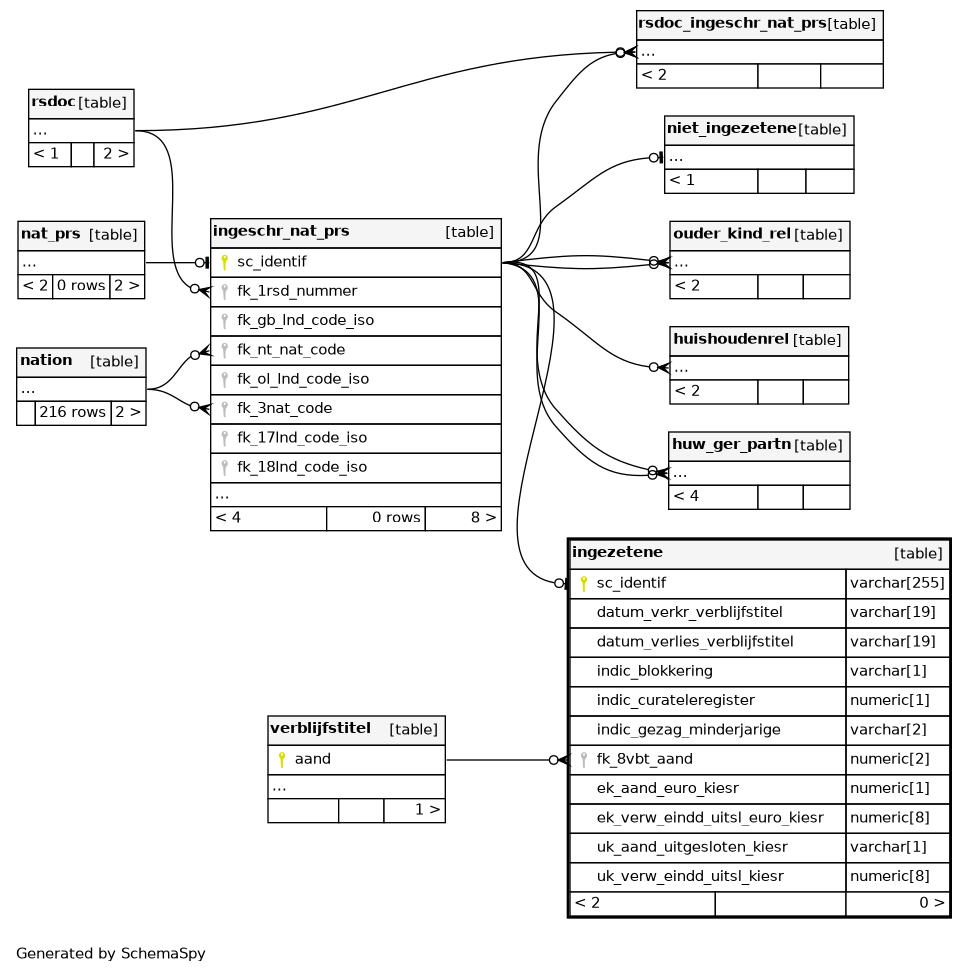 rsdoc_ingeschr_nat_prs [table]
...
< 2
rsdoc [table]
...
< 1 2 >
niet_ingezetene [table]
...
< 1
nat_prs [table]
...
< 2 0 rows 2 >
ingeschr_nat_prs [table]
sc_identif
fk_1rsd_nummer
fk_gb_lnd_code_iso
fk_nt_nat_code
fk_ol_lnd_code_iso
fk_3nat_code
fk_17lnd_code_iso
fk_18lnd_code_iso
...
< 4 0 rows 8 >
ouder_kind_rel [table]
...
< 2
nation [table]
...
216 rows 2 >
huishoudenrel [table]
...
< 2
huw_ger_partn [table]
...
< 4
ingezetene [table]
sc_identif varchar[255]
datum_verkr_verblijfstitel varchar[19]
datum_verlies_verblijfstitel varchar[19]
indic_blokkering varchar[1]
indic_curateleregister numeric[1]
indic_gezag_minderjarige varchar[2]
fk_8vbt_aand numeric[2]
ek_aand_euro_kiesr numeric[1]
ek_verw_eindd_uitsl_euro_kiesr numeric[8]
uk_aand_uitgesloten_kiesr varchar[1]
uk_verw_eindd_uitsl_kiesr numeric[8]
< 2 0 >
verblijfstitel [table]
aand
...
1 >
Generated by SchemaSpy